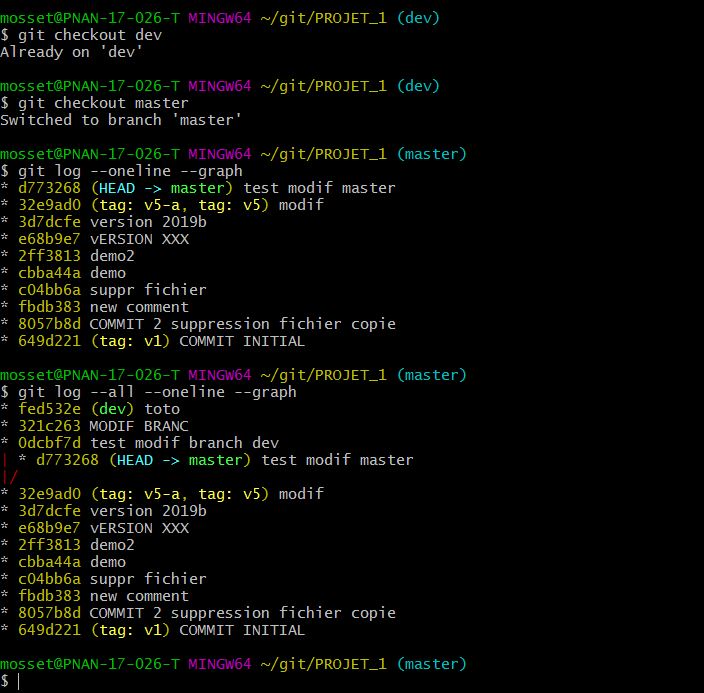 mosset@PNAN-17-026-T MINGW64 ~/git/PROJET_1 (dev)
$ git checkout dev
Already on 'dev'
mosset@PNAN-17-026-T MINGW64 ~/git/PROJET_1 (dev)
$ git checkout master
Switched to branch 'master'
mosset@PNAN-17-026-T MINGW64 ~/git/PROJET_1 (master)
$ git log --oneline --graph
* d773268 (HEAD -> master) test modif master
* 32e9ad0 (tag: v5-a, tag: v5) modif
* 3d7dcfe version 2019b
* e68b9e7 vERSION XXX
* 2ff3813 demo2
* cbba44a demo
* c04bb6a suppr fichier
* fbdb383 new comment
* 8057b8d COMMIT 2 suppression fichier copie
* 649d221 (tag: v1) COMMIT INITIAL
mosset@PNAN-17-026-T MINGW64 ~/git/PROJET_1 (master)
$ git log --all --oneline --graph
* fed532e (dev) toto
* 321c263 MODIF BRANC
* 0dcbf7d test modif branch dev
| * d773268 (HEAD -> master) test modif master
|/
* 32e9ad0 (tag: v5-a, tag: v5) modif
* 3d7dcfe version 2019b
* e68b9e7 vERSION XXX
* 2ff3813 demo2
* cbba44a demo
* c04bb6a suppr fichier
* fbdb383 new comment
* 8057b8d COMMIT 2 suppression fichier copie
* 649d221 (tag: v1) COMMIT INITIAL
mosset@PNAN-17-026-T MINGW64 ~/git/PROJET_1 (master)
$